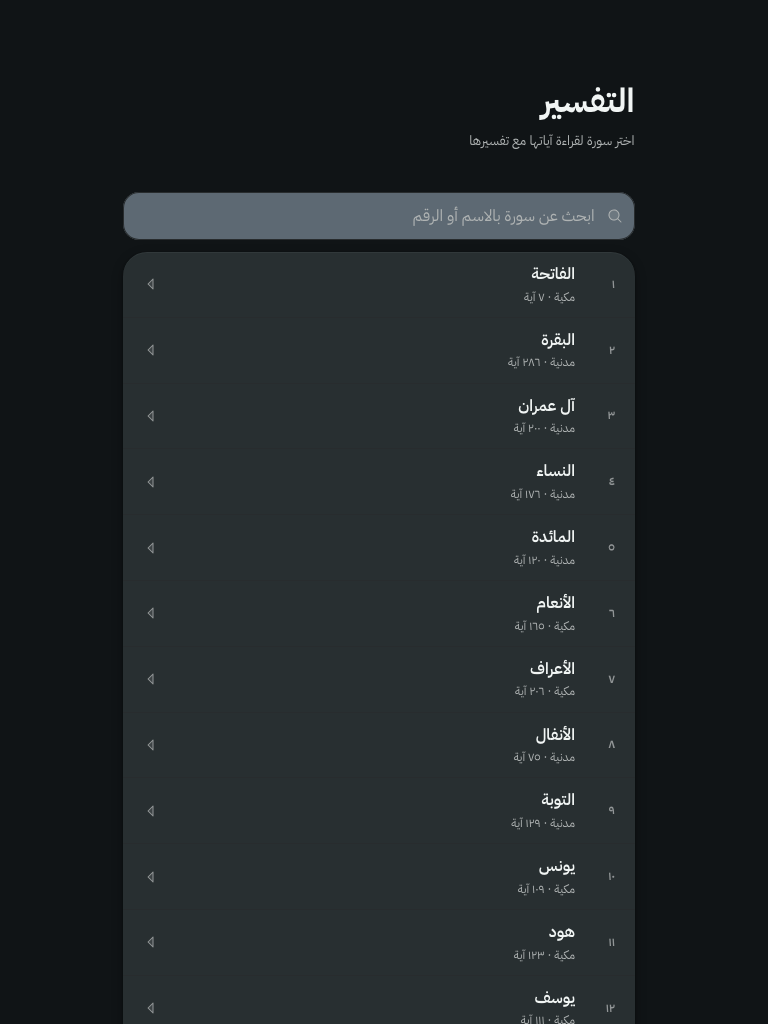 التفسير
اختر سورة لقراءة آياتها مع تفسيرها
ابحث عن سورة بالاسم أو الرقم
١
الفاتحة
مكية · ٧ آية
٢
البقرة
مدنية · ٢٨٦ آية
٣
آل عمران
مدنية · ٢٠٠ آية
٤
النساء
مدنية · ١٧٦ آية
٥
المائدة
مدنية · ١٢٠ آية
٦
الأنعام
مكية · ١٦٥ آية
٧
الأعراف
مكية · ٢٠٦ آية
٨
الأنفال
مدنية · ٧٥ آية
٩
التوبة
مدنية · ١٢٩ آية
١٠
يونس
مكية · ١٠٩ آية
١١
هود
مكية · ١٢٣ آية
١٢
يوسف
مكية · ١١١ آية